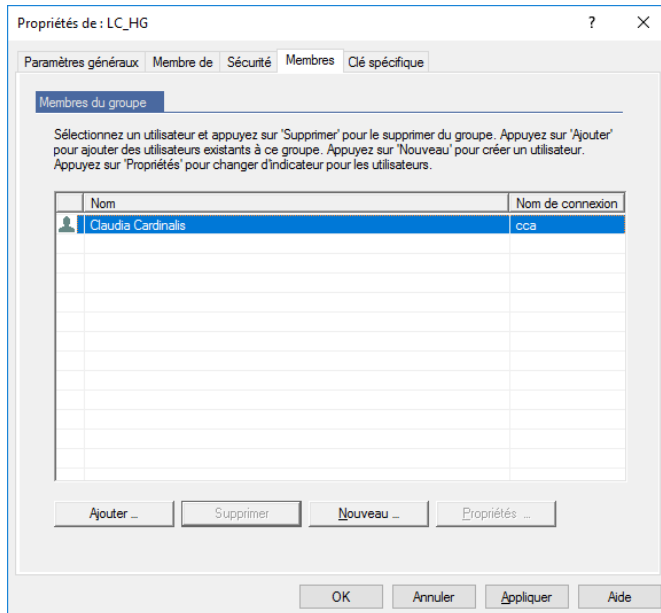 Propriétés de : LC_HG
?
Paramètres généraux Membre de Sécurité Membres Clé spécifique
Membres du groupe
Sélectionnez un utilisateur et appuyez sur 'Supprimer' pour le supprimer du groupe. Appuyez sur 'Ajouter'
pour ajouter des utilisateurs existants à ce groupe. Appuyez sur 'Nouveau' pour créer un utilisateur.
Appuyez sur 'Propriétés' pour changer d'indicateur pour les utilisateurs.
Nom Nom de connexion
Claudia Cardinalis cca
Ajouter ... Supprimer Nouveau ... Propriétés ...
OK Annuler Appliquer Aide